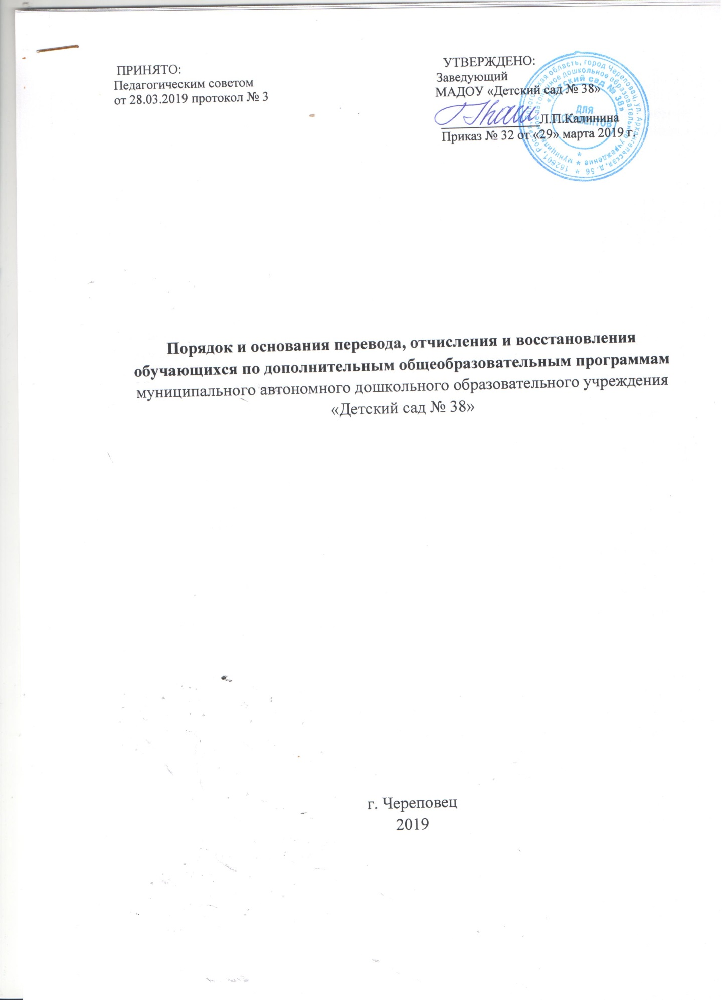 ПРИНЯТО:
Педагогическим советом
от 28.03.2019 протокол № 3
УТВЕРЖДЕНО:
Заведующий
МАДОУ «Детский сад № 38»
Л.П.Калинина
Приказ № 32 от «29» марта 2019 г.
область, город Череповец, ул. Архангельская, д. 56 * 162601, Россия,
дошкольное образовательное учреждение * муниципальное автономное
«Детский сад № 38»
ДЛЯ
ДОКУМЕНТОВ
Порядок и основания перевода, отчисления и восстановления
обучающихся по дополнительным общеобразовательным программам
муниципального автономного дошкольного образовательного учреждения
«Детский сад № 38»
г. Череповец
2019